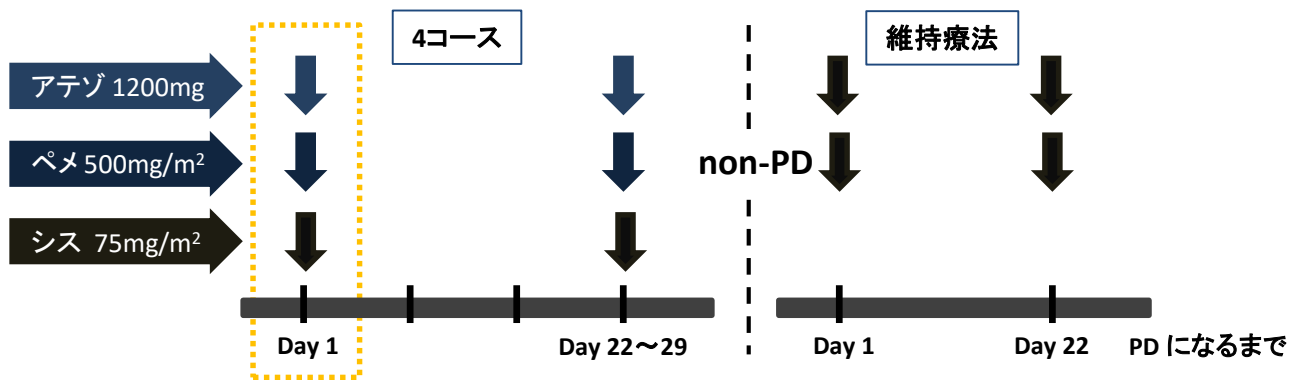 4コース
維持療法
アテゾ 1200mg
ペメ 500mg/m²
non-PD
シス 75mg/m²
Day 1
Day 22～29
Day 1
Day 22
PD になるまで